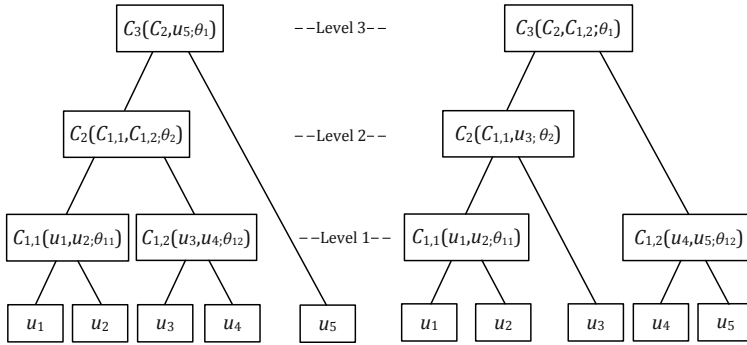 C₃(C₂,u₅;θ₁) −−Level 3−− C₃(C₂,C₁,₂;θ₁)
C₂(C₁,₁,C₁,₂;θ₂) −−Level 2−− C₂(C₁,₁,u₃;θ₂)
C₁,₁(u₁,u₂;θ₁₁) C₁,₂(u₃,u₄;θ₁₂) −−Level 1−− C₁,₁(u₁,u₂;θ₁₁) C₁,₂(u₄,u₅;θ₁₂)
u₁ u₂ u₃ u₄ u₅ u₁ u₂ u₃ u₄ u₅